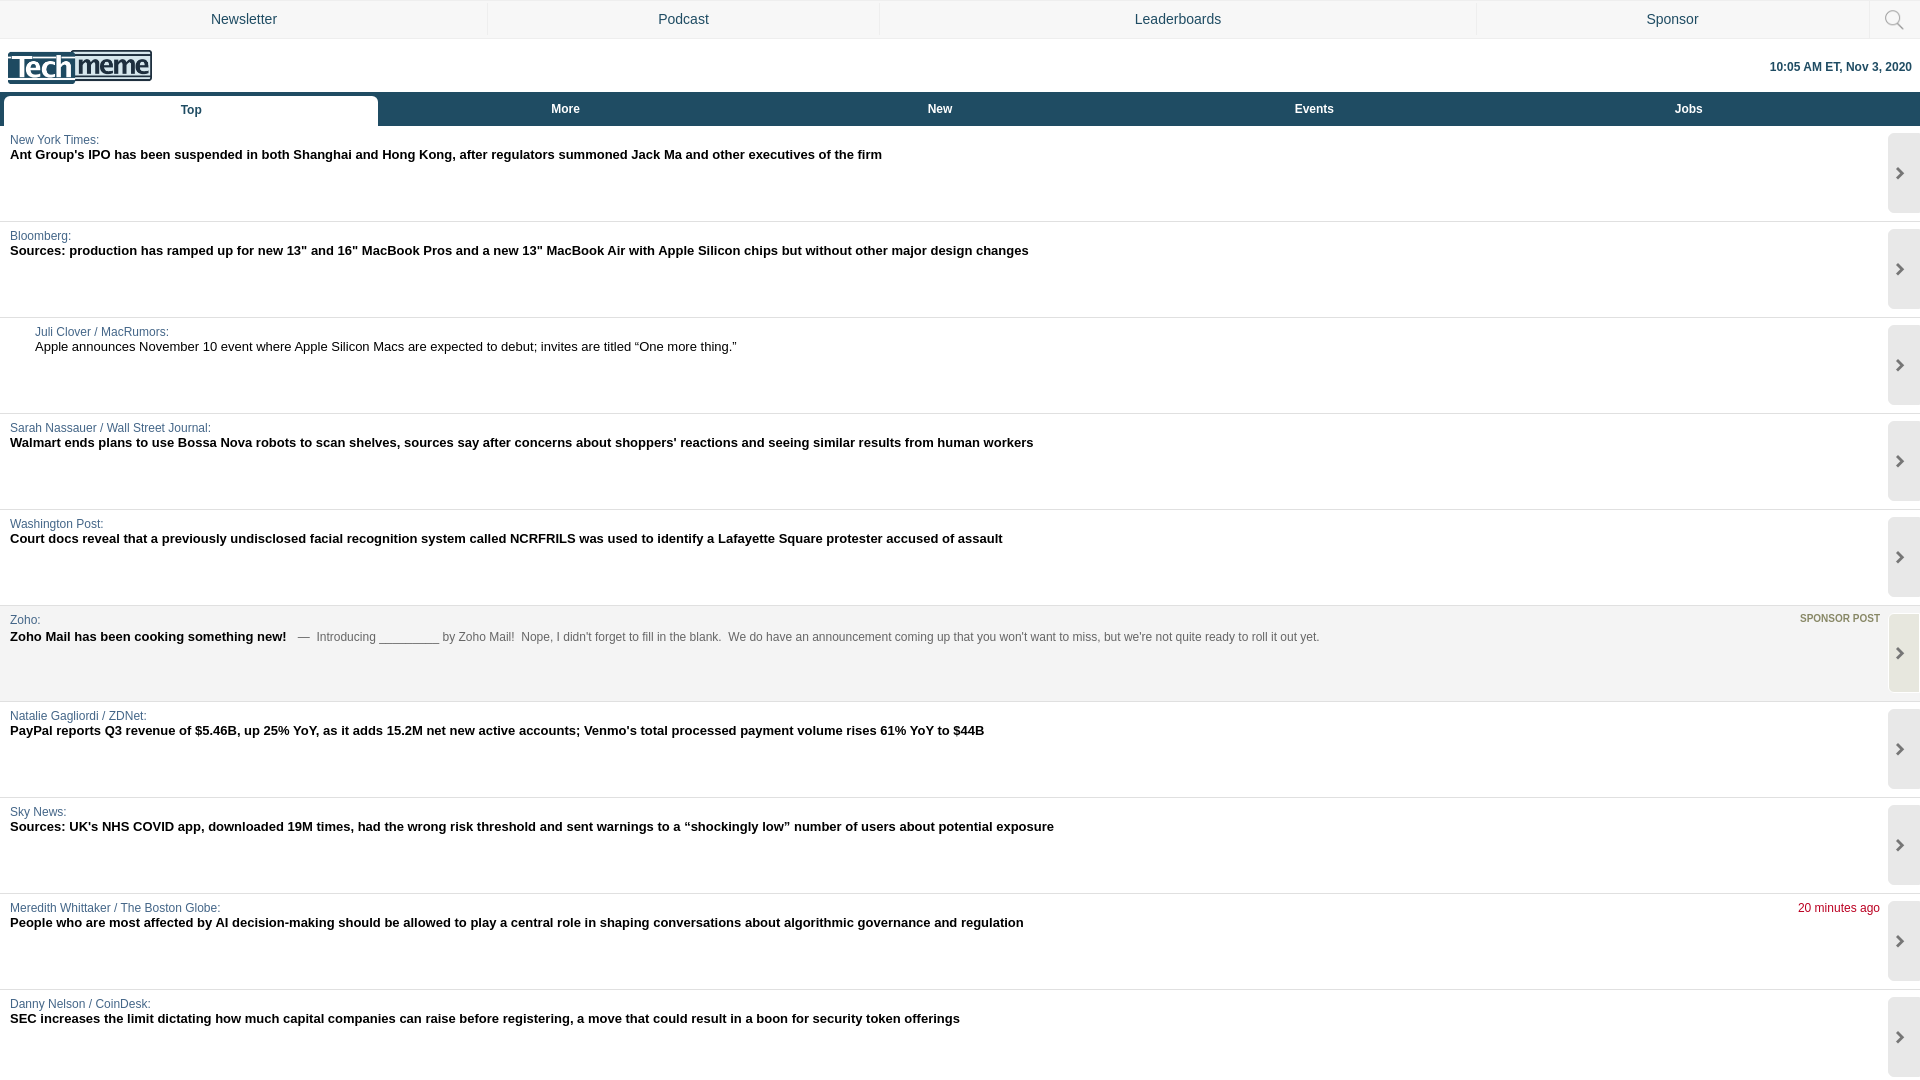 Newsletter
Podcast
Leaderboards
Sponsor
Techmeme
10:05 AM ET, Nov 3, 2020
Top
More
New
Events
Jobs
New York Times:
Ant Group's IPO has been suspended in both Shanghai and Hong Kong, after regulators summoned Jack Ma and other executives of the firm
Bloomberg:
Sources: production has ramped up for new 13" and 16" MacBook Pros and a new 13" MacBook Air with Apple Silicon chips but without other major design changes
Juli Clover / MacRumors:
Apple announces November 10 event where Apple Silicon Macs are expected to debut; invites are titled “One more thing.”
Sarah Nassauer / Wall Street Journal:
Walmart ends plans to use Bossa Nova robots to scan shelves, sources say after concerns about shoppers' reactions and seeing similar results from human workers
Washington Post:
Court docs reveal that a previously undisclosed facial recognition system called NCRFRILS was used to identify a Lafayette Square protester accused of assault
Zoho:
SPONSOR POST
Zoho Mail has been cooking something new! — Introducing _________ by Zoho Mail! Nope, I didn't forget to fill in the blank. We do have an announcement coming up that you won't want to miss, but we're not quite ready to roll it out yet.
Natalie Gagliordi / ZDNet:
PayPal reports Q3 revenue of $5.46B, up 25% YoY, as it adds 15.2M net new active accounts; Venmo's total processed payment volume rises 61% YoY to $44B
Sky News:
Sources: UK's NHS COVID app, downloaded 19M times, had the wrong risk threshold and sent warnings to a “shockingly low” number of users about potential exposure
Meredith Whittaker / The Boston Globe:
20 minutes ago
People who are most affected by AI decision-making should be allowed to play a central role in shaping conversations about algorithmic governance and regulation
Danny Nelson / CoinDesk:
SEC increases the limit dictating how much capital companies can raise before registering, a move that could result in a boon for security token offerings